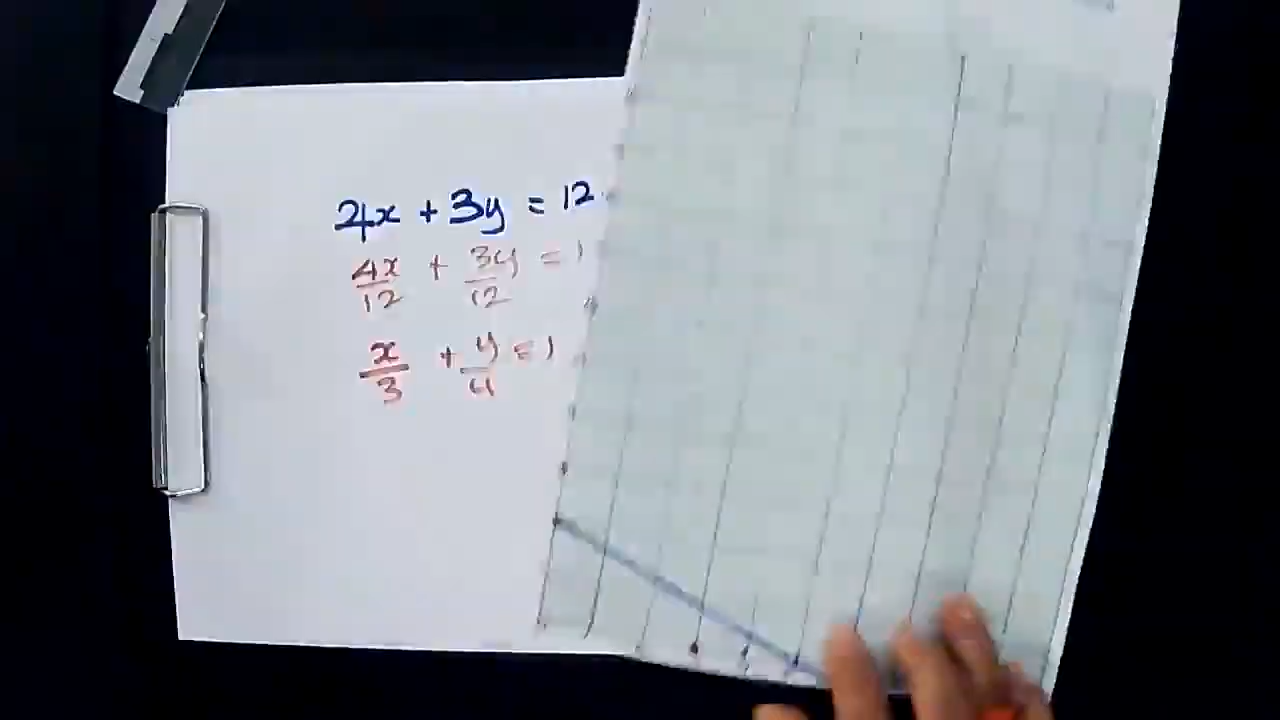 4x + 3y = 12
4x/12 + 3y/12 = 1
x/3 + y/4 = 1